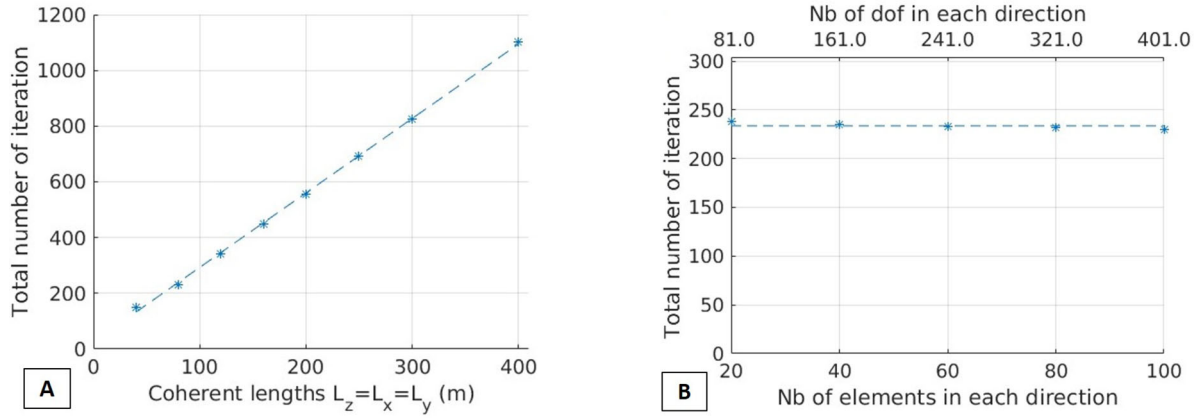 Total number of iteration
1200
1000
800
600
400
200
0
0 100 200 300 400
Coherent lengths L_z=L_x=L_y (m)
A
Nb of dof in each direction
81.0 161.0 241.0 321.0 401.0
Total number of iteration
300
250
200
150
100
50
0
20 40 60 80 100
Nb of elements in each direction
B